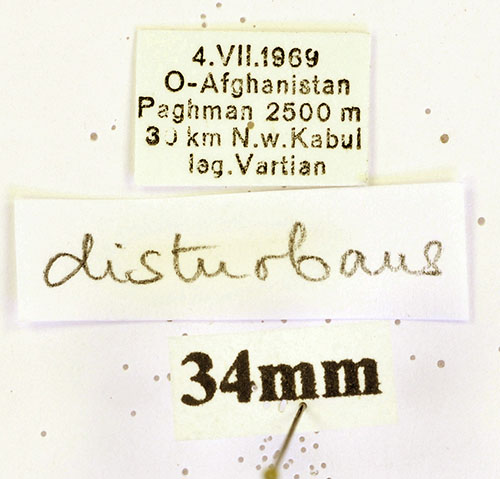 4.VII.1969
O-Afghanistan
Paghman 2500 m
30 km N.w.Kabul
leg.Vartian
disturbans
34mm